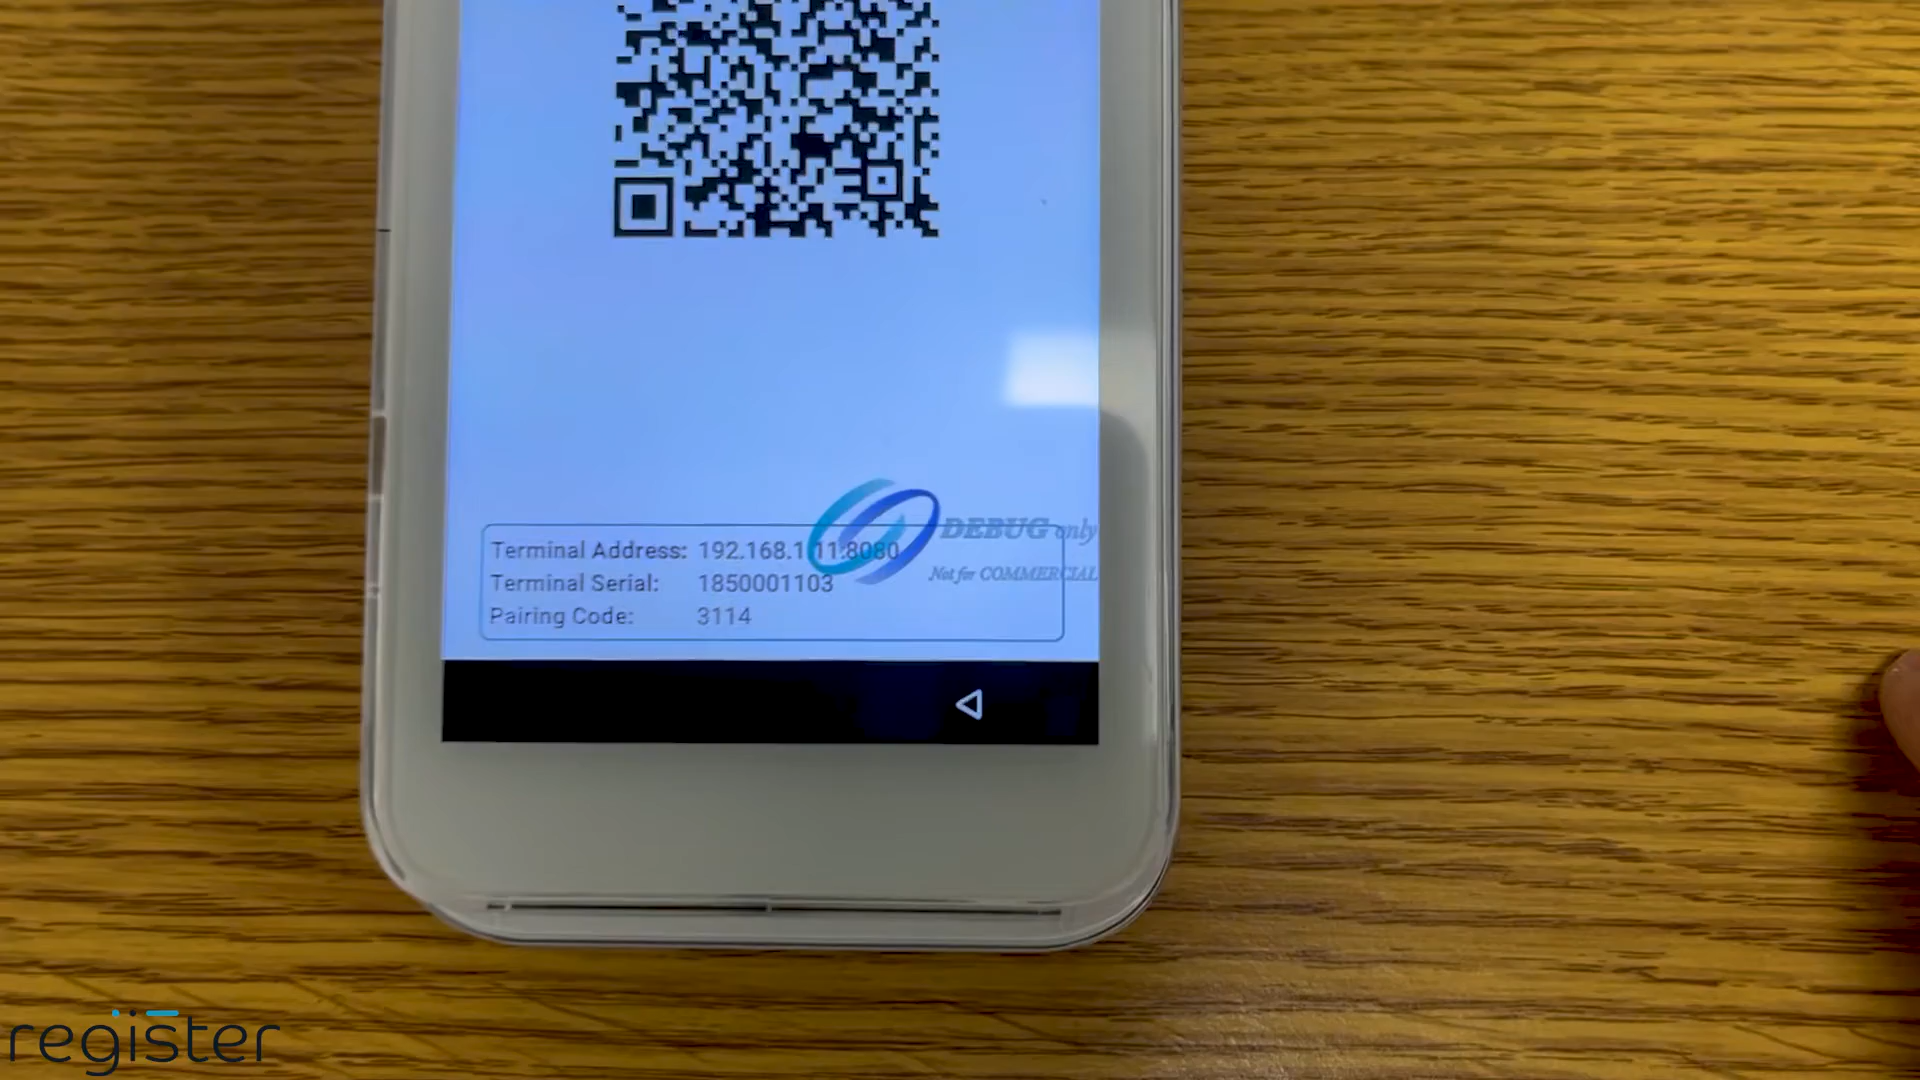 DEBUG only
Terminal Address: 192.168.1.11:8080
Not for COMMERCIAL
Terminal Serial: 1850001103
Pairing Code: 3114
register